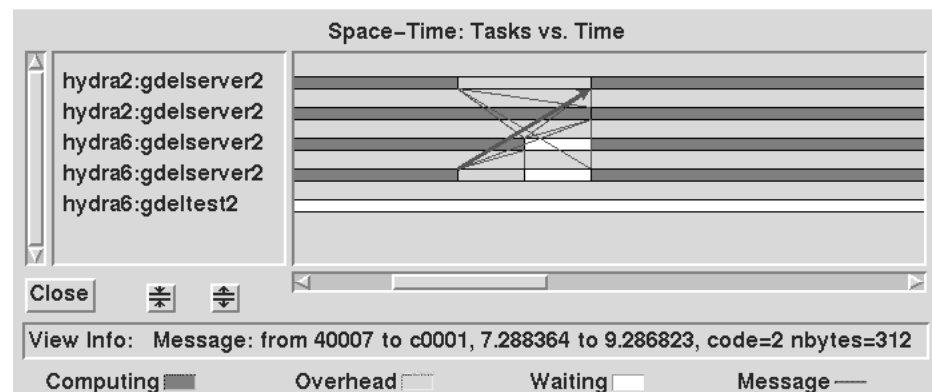 Space–Time: Tasks vs. Time
hydra2:gdelserver2
hydra2:gdelserver2
hydra6:gdelserver2
hydra6:gdelserver2
hydra6:gdeltest2
Close
View Info: Message: from 40007 to c0001, 7.288364 to 9.286823, code=2 nbytes=312
Computing Overhead Waiting Message